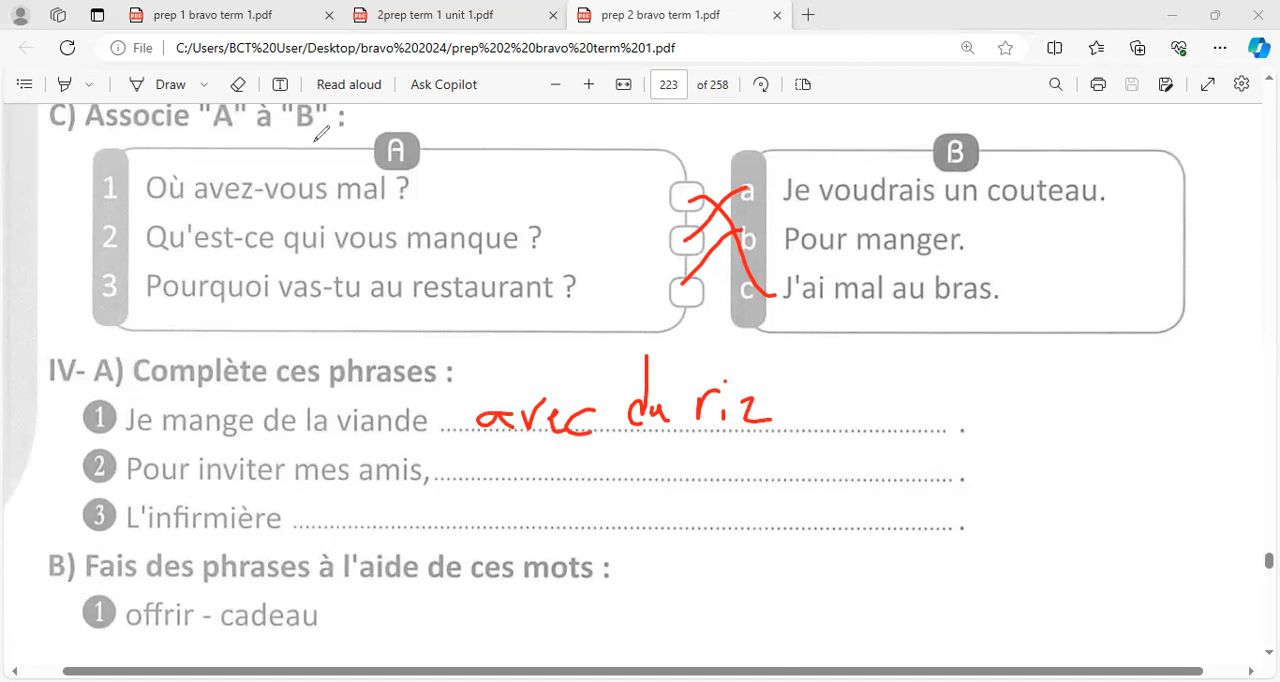 prep 1 bravo term 1.pdf
2prep term 1 unit 1.pdf
prep 2 bravo term 1.pdf
File
C:/Users/BCT%20User/Desktop/bravo%202024/prep%202%20bravo%20term%201.pdf
Draw
Read aloud
Ask Copilot
223 of 258
C) Associe "A" à "B" :
A
1 Où avez-vous mal ?
2 Qu'est-ce qui vous manque ?
3 Pourquoi vas-tu au restaurant ?
B
a Je voudrais un couteau.
b Pour manger.
c J'ai mal au bras.
IV- A) Complète ces phrases :
1 Je mange de la viande avec du riz .
2 Pour inviter mes amis, .
3 L'infirmière .
B) Fais des phrases à l'aide de ces mots :
1 offrir - cadeau